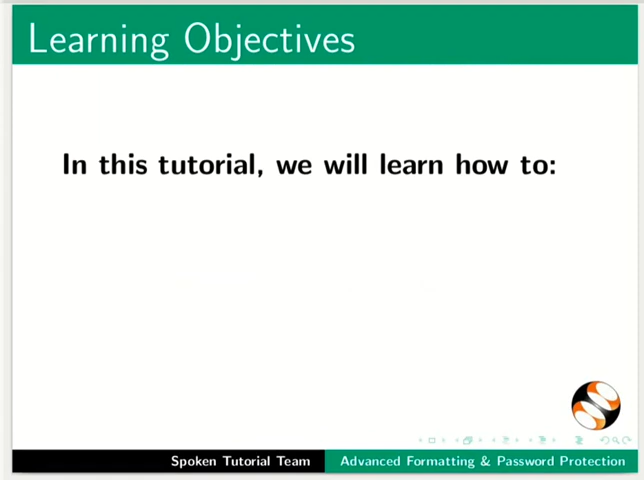 Learning Objectives
In this tutorial, we will learn how to:
Spoken Tutorial Team
Advanced Formatting & Password Protection